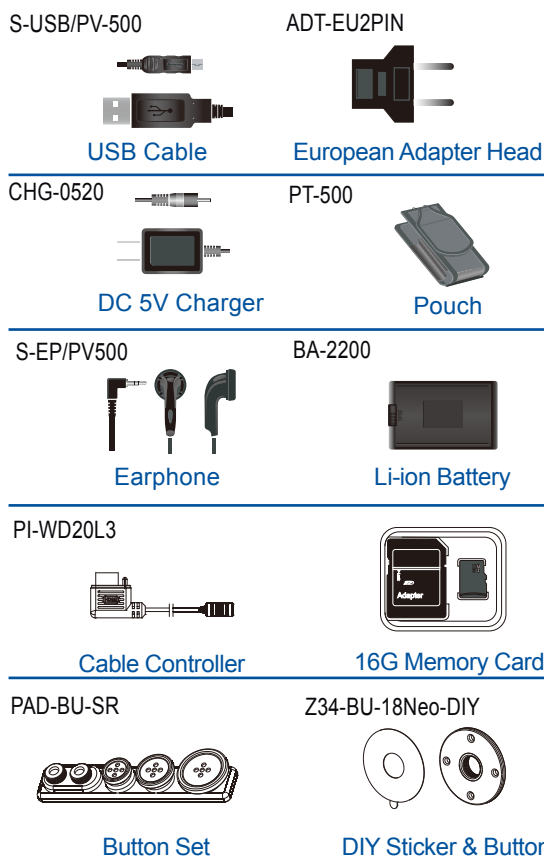 S-USB/PV-500
ADT-EU2PIN
USB Cable
European Adapter Head
CHG-0520
PT-500
DC 5V Charger
Pouch
S-EP/PV500
BA-2200
Earphone
Li-ion Battery
PI-WD20L3
Adapter
Cable Controller
16G Memory Card
PAD-BU-SR
Z34-BU-18Neo-DIY
Button Set
DIY Sticker & Button